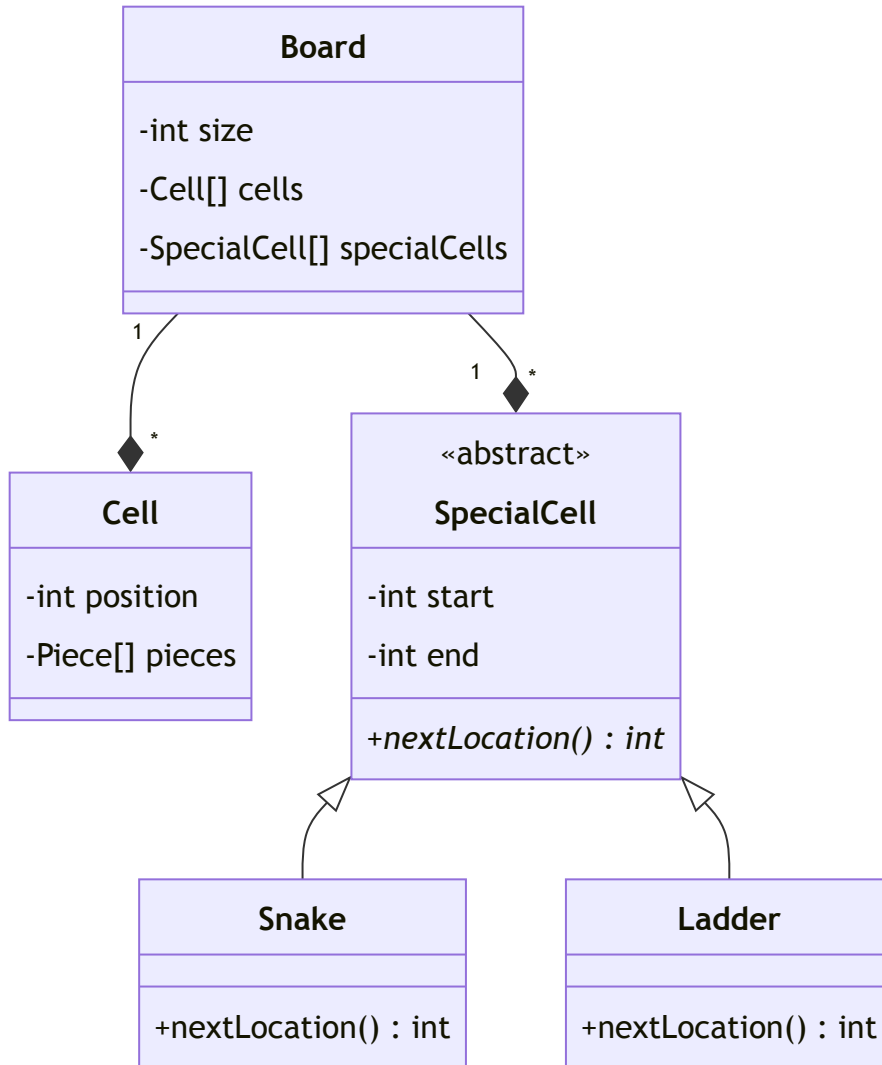 Board
-int size
-Cell[] cells
-SpecialCell[] specialCells
1
1
*
*
Cell
-int position
-Piece[] pieces
«abstract»
SpecialCell
-int start
-int end
+nextLocation() : int
Snake
+nextLocation() : int
Ladder
+nextLocation() : int